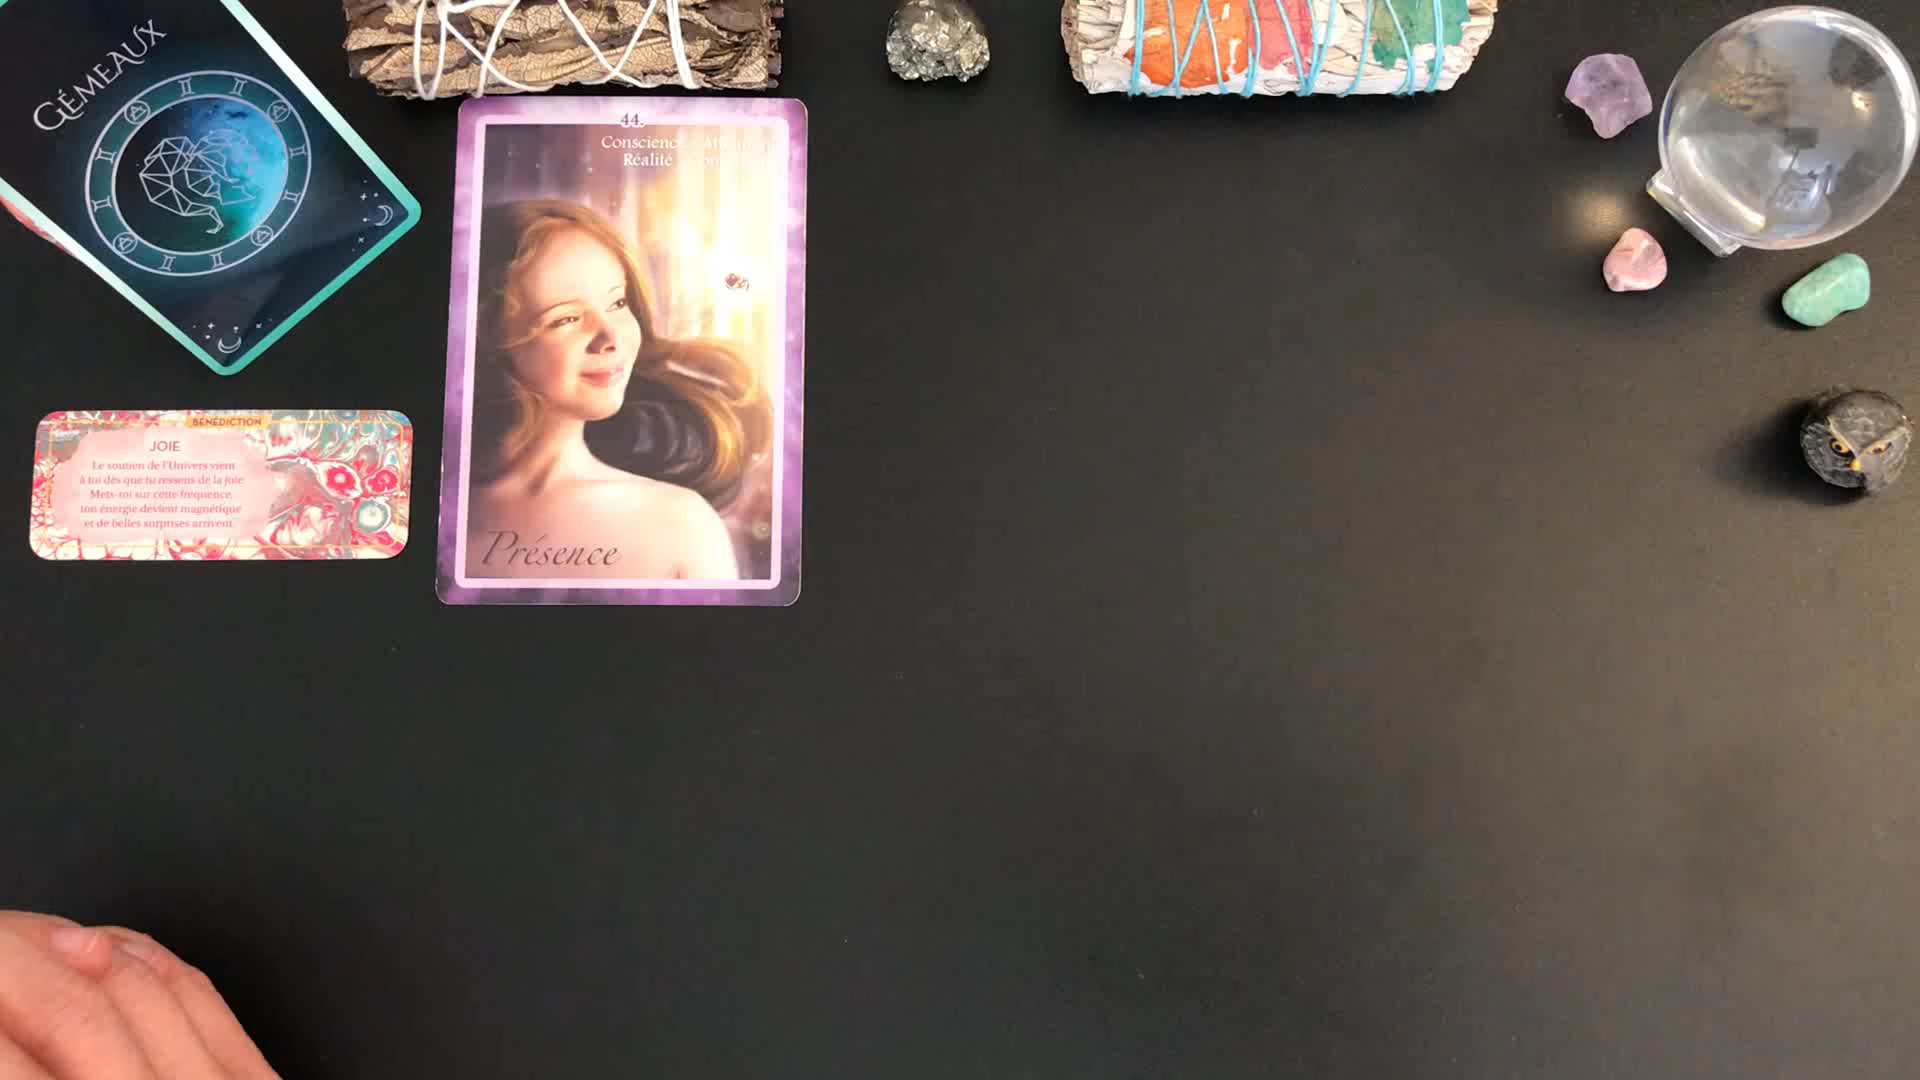 GÉMEAUX
44.
Conscience
Réalité
Présence
BÉNÉDICTION
JOIE
Le soutien de l'Univers vient
à toi dès que tu ressens de la joie
Mets-toi sur cette fréquence,
ton énergie devient magnétique
et de belles surprises arrivent